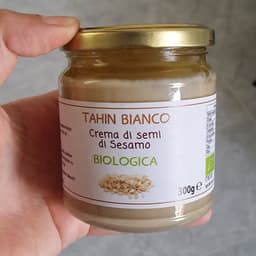 TAHIN BIANCO
Crema di semi
di Sesamo
BIOLOGICA
300g